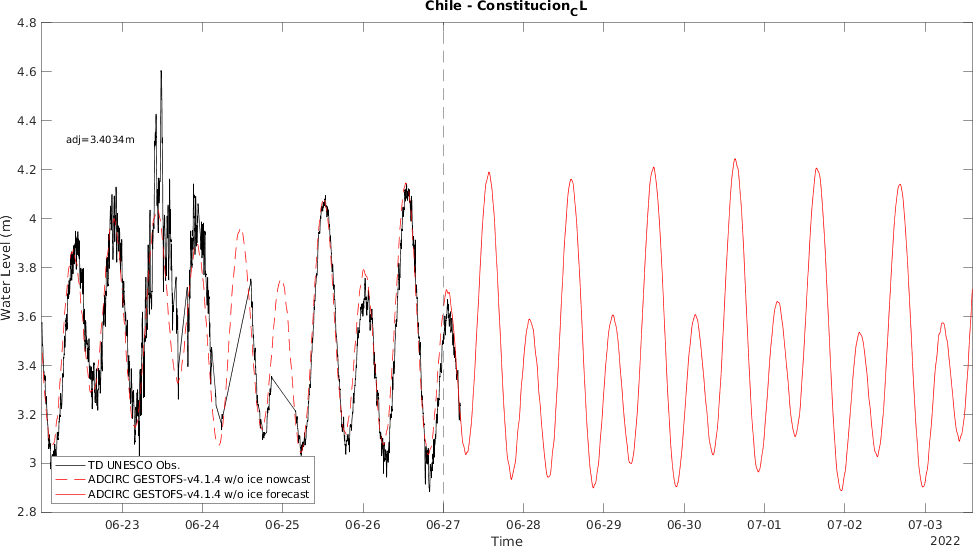 Chile - Constitucion_CL
4.8
4.6
4.4
4.2
4
3.8
3.6
3.4
3.2
3
2.8
Water Level (m)
adj=3.4034m
TD UNESCO Obs.
ADCIRC GESTOFS-v4.1.4 w/o ice nowcast
ADCIRC GESTOFS-v4.1.4 w/o ice forecast
06-23 06-24 06-25 06-26 06-27 06-28 06-29 06-30 07-01 07-02 07-03
Time
2022